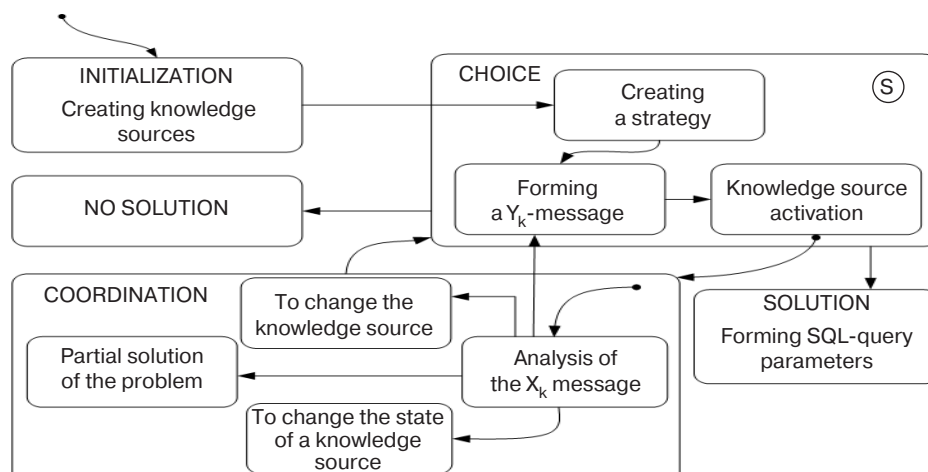 INITIALIZATION
Creating knowledge
sources
CHOICE
S
Creating
a strategy
NO SOLUTION
Forming
a Yk-message
Knowledge source
activation
COORDINATION
To change the
knowledge source
SOLUTION
Forming SQL-query
parameters
Partial solution
of the problem
Analysis of
the Xk message
To change the state
of a knowledge
source